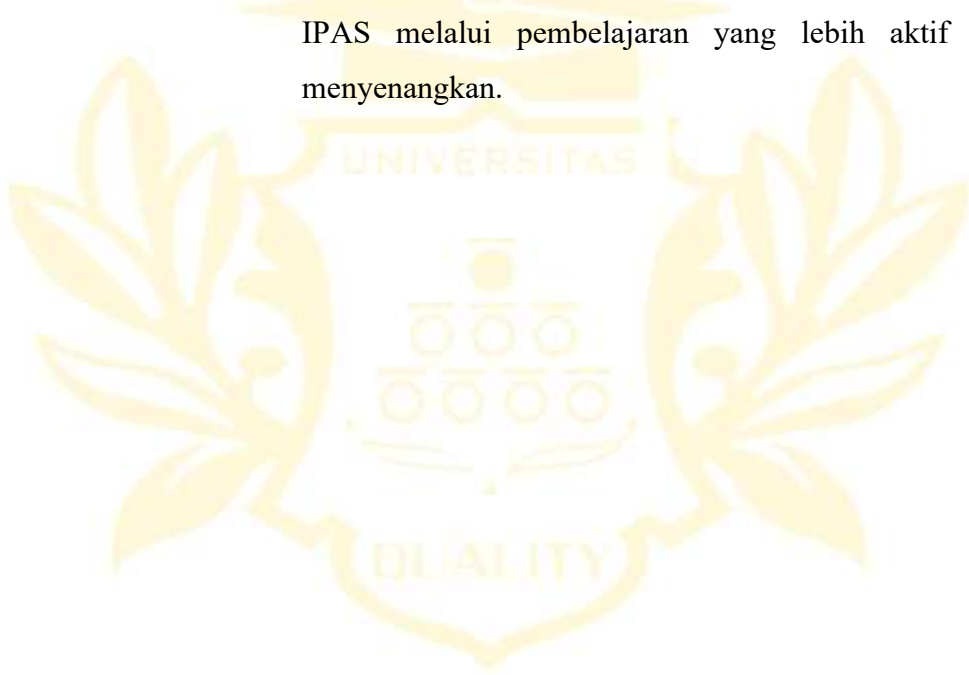 IPAS melalui pembelajaran yang lebih aktif
menyenangkan.
UNIVERSITAS
QUALITY